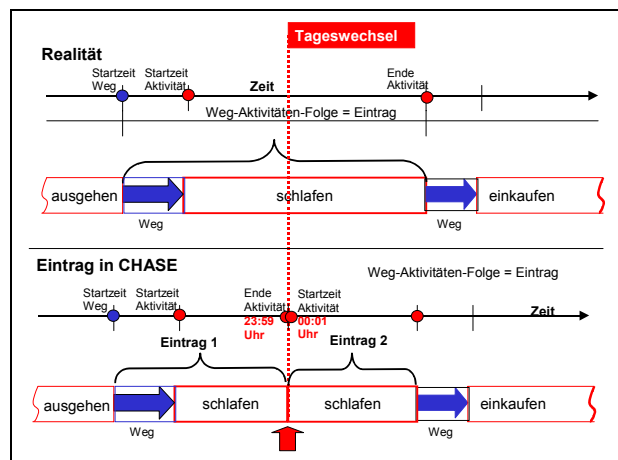 Tageswechsel
Realität
Startzeit
Weg
Startzeit
Aktivität
Zeit
Ende
Aktivität
Weg-Aktivitäten-Folge = Eintrag
ausgehen
schlafen
einkaufen
Weg
Weg
Eintrag in CHASE
Weg-Aktivitäten-Folge = Eintrag
Startzeit
Weg
Startzeit
Aktivität
Ende
Aktivität
23:59
Uhr
Startzeit
Aktivität
00:01
Uhr
Zeit
Eintrag 1
Eintrag 2
ausgehen
schlafen
schlafen
einkaufen
Weg
Weg